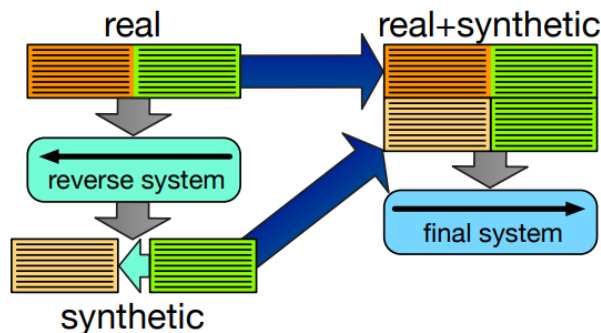 real
real+synthetic
reverse system
final system
synthetic